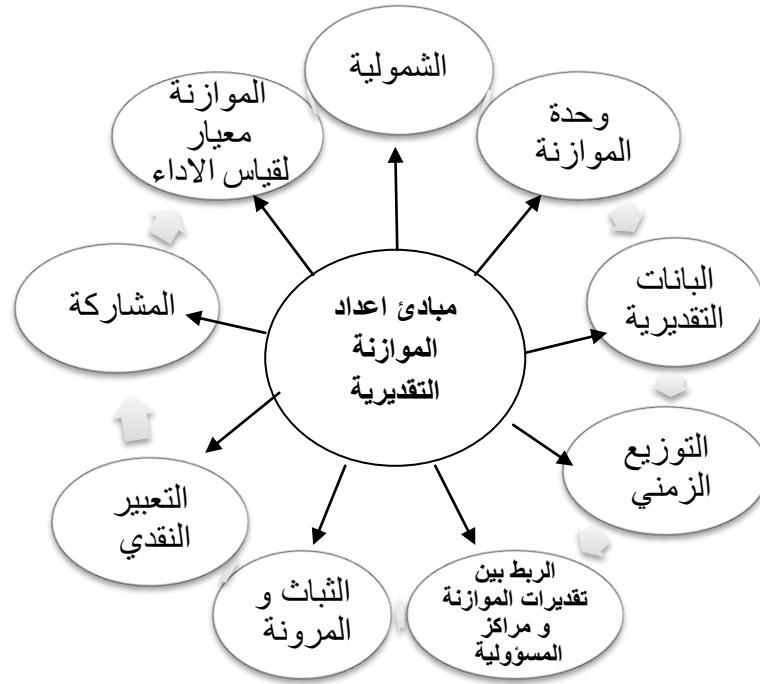 الشمولية
وحدة
الموازنة
البانات
التقديرية
التوزيع
الزمني
الربط بين
تقديرات الموازنة
و مراكز
المسؤولية
الثباث و
المرونة
التعبير
النقدي
المشاركة
الموازنة
معيار
لقياس الاداء
مبادئ اعداد
الموازنة
التقديرية